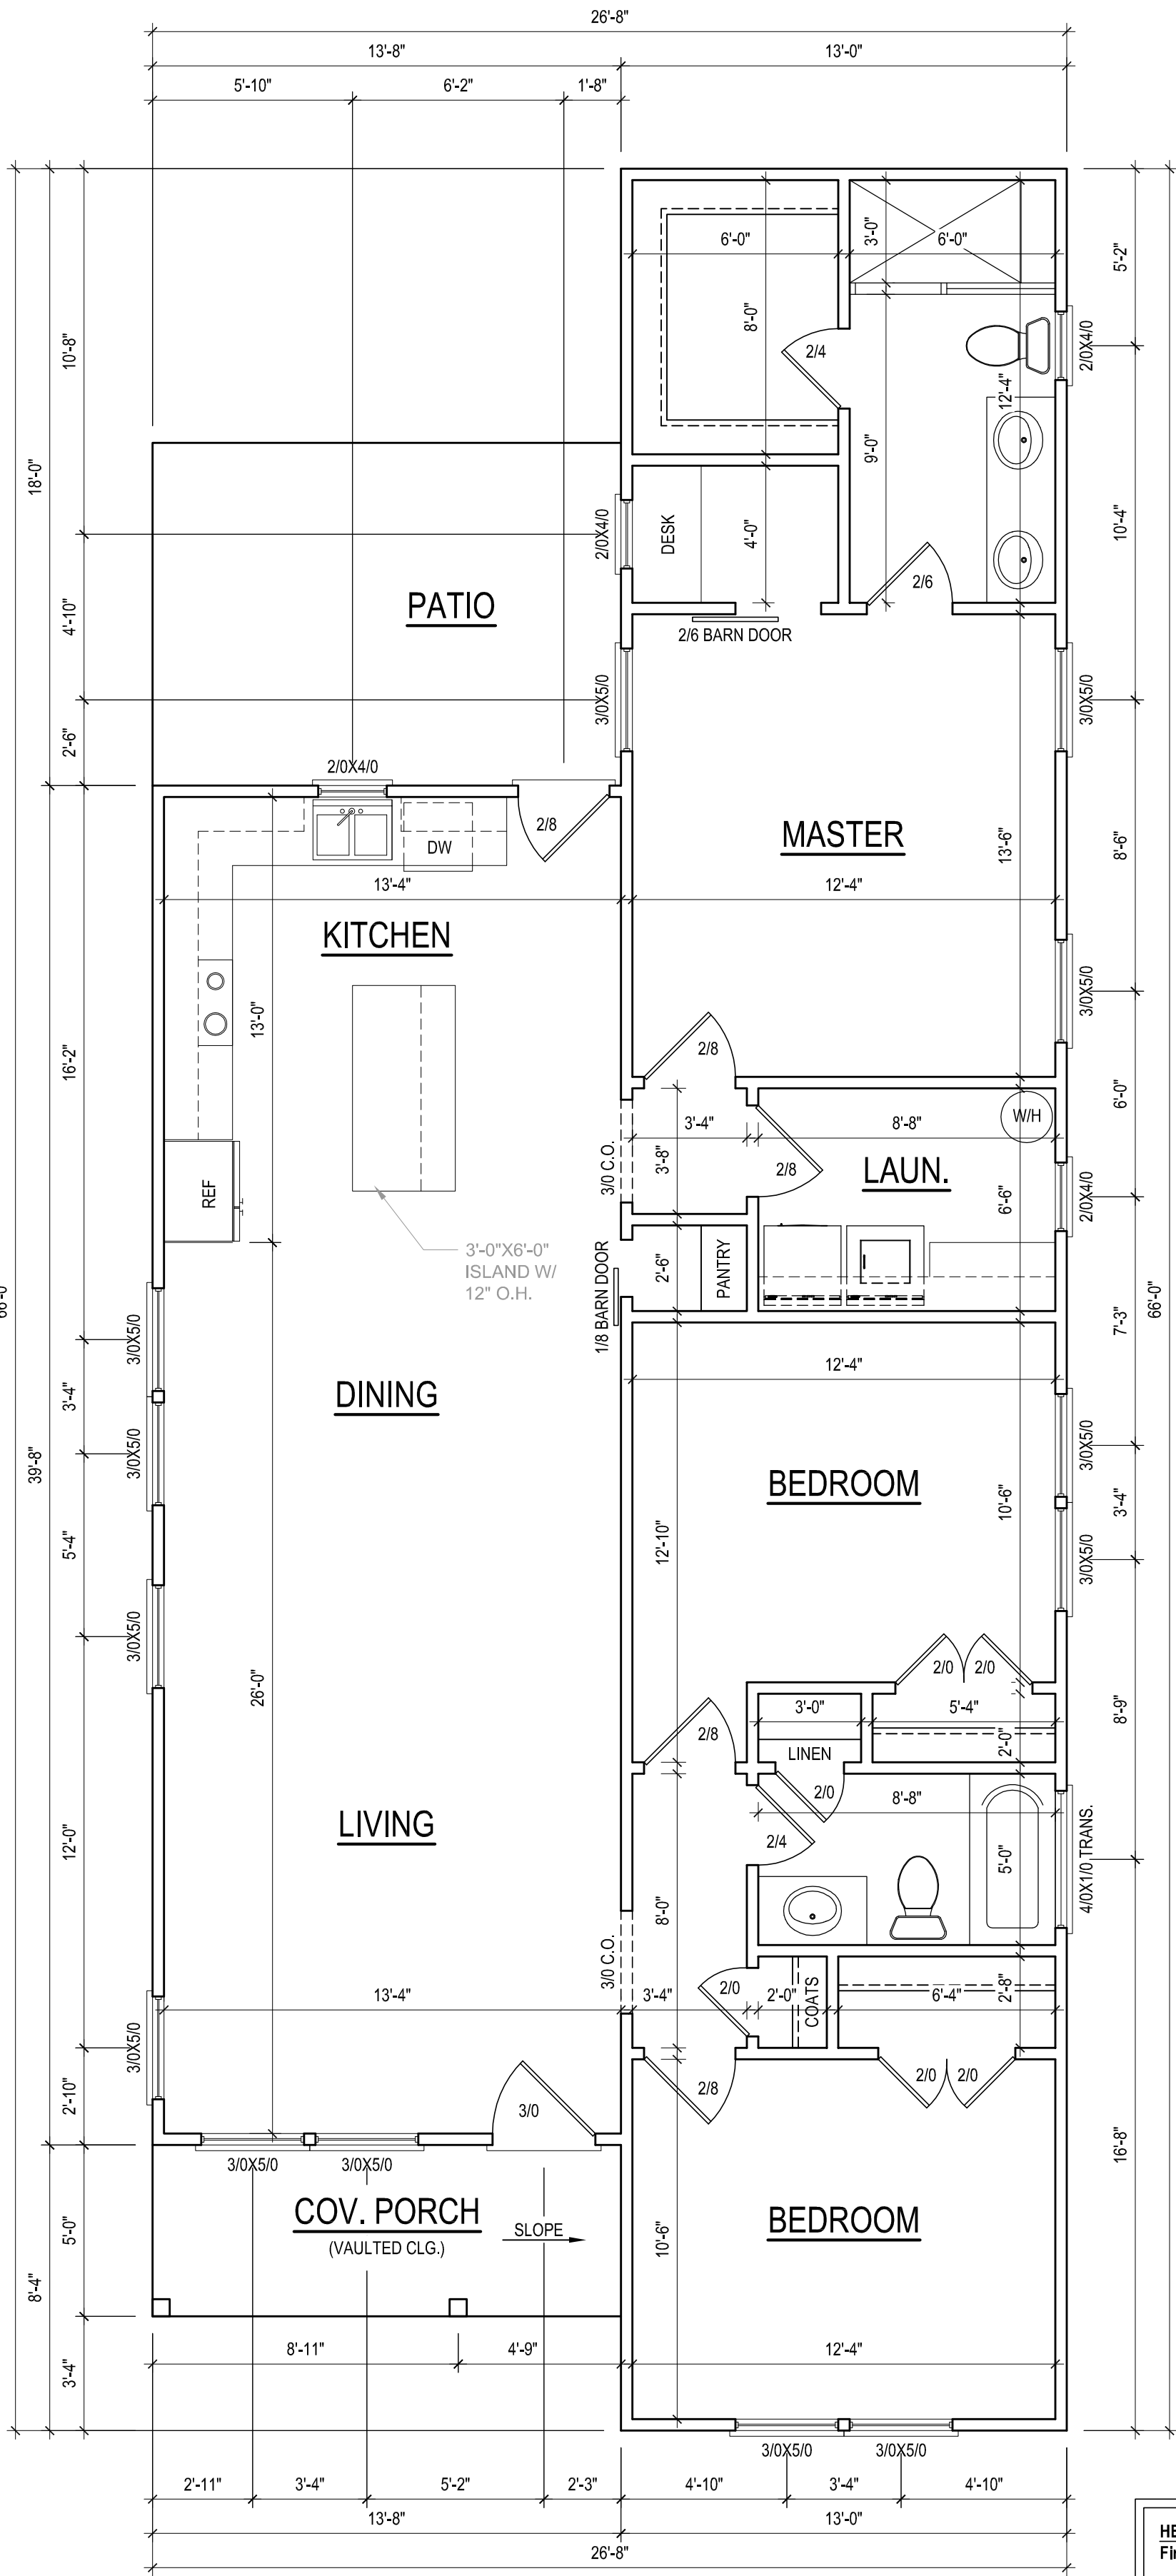 26'-8"
13'-8" 13'-0"
5'-10" 6'-2" 1'-8"
6'-0" 3'-0" 6'-0" 5'-2"
10'-8" 8'-0" 2/4 2/0X4/0
12'-4"
18'-0" 9'-0"
2/0X4/0 DESK 4'-0" 10'-4"
4'-10" PATIO 2/6
2/6 BARN DOOR
3/0X5/0 3/0X5/0
2'-6" 2/0X4/0
2/8 MASTER 13'-6" 8'-6"
DW
13'-4" 12'-4"
KITCHEN
13'-0" 3/0X5/0
16'-2" 2/8
6'-0"
3/0 C.O. 3'-4" 3'-8" 8'-8" W/H
2/8 LAUN. 6'-6" 2/0X4/0
REF
3'-0"X6'-0"
ISLAND W/
12" O.H.
1/8 BARN DOOR 2'-6" PANTRY
66'-0" 7'-3" 66'-0"
3/0X5/0 12'-4"
3'-4" DINING
39'-8" 3/0X5/0 BEDROOM 3/0X5/0
10'-6" 3'-4"
5'-4" 12'-10" 3/0X5/0
3/0X5/0
26'-0" 2/0 2/0
3'-0" 5'-4" 8'-9"
2/8 LINEN 2'-0"
2/0 8'-8"
12'-0" LIVING 2/4 5'-0" 4/0X1/0 TRANS.
8'-0"
3/0 C.O.
13'-4" 3'-4" 2/0 2'-0" COATS 6'-4" 2'-8"
3/0X5/0
2'-10" 3/0 2/8 2/0 2/0
16'-8"
3/0X5/0 3/0X5/0
COV. PORCH
(VAULTED CLG.)
SLOPE
5'-0" 10'-6" BEDROOM
8'-4"
8'-11" 4'-9" 12'-4"
3'-4"
3/0X5/0 3/0X5/0
2'-11" 3'-4" 5'-2" 2'-3" 4'-10" 3'-4" 4'-10"
13'-8" 13'-0"
26'-8"